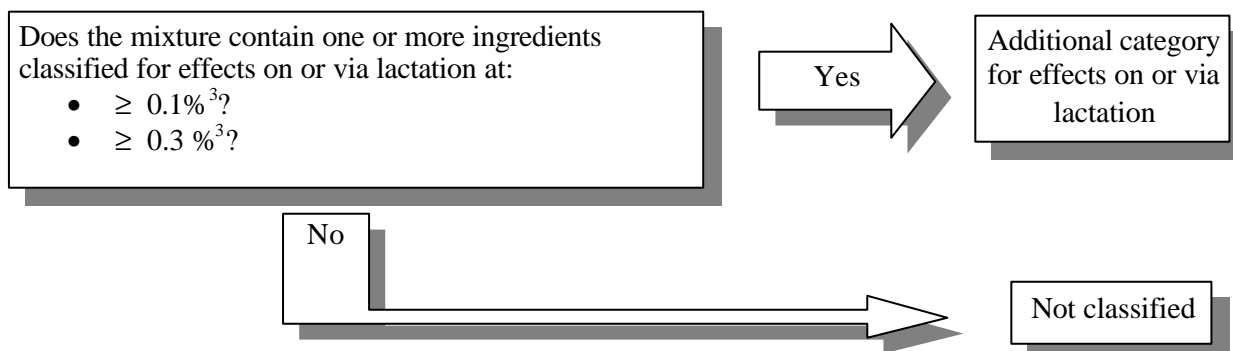 Does the mixture contain one or more ingredients
classified for effects on or via lactation at:
• ≥ 0.1%³?
• ≥ 0.3 %³?
Yes
Additional category
for effects on or via
lactation
No
Not classified